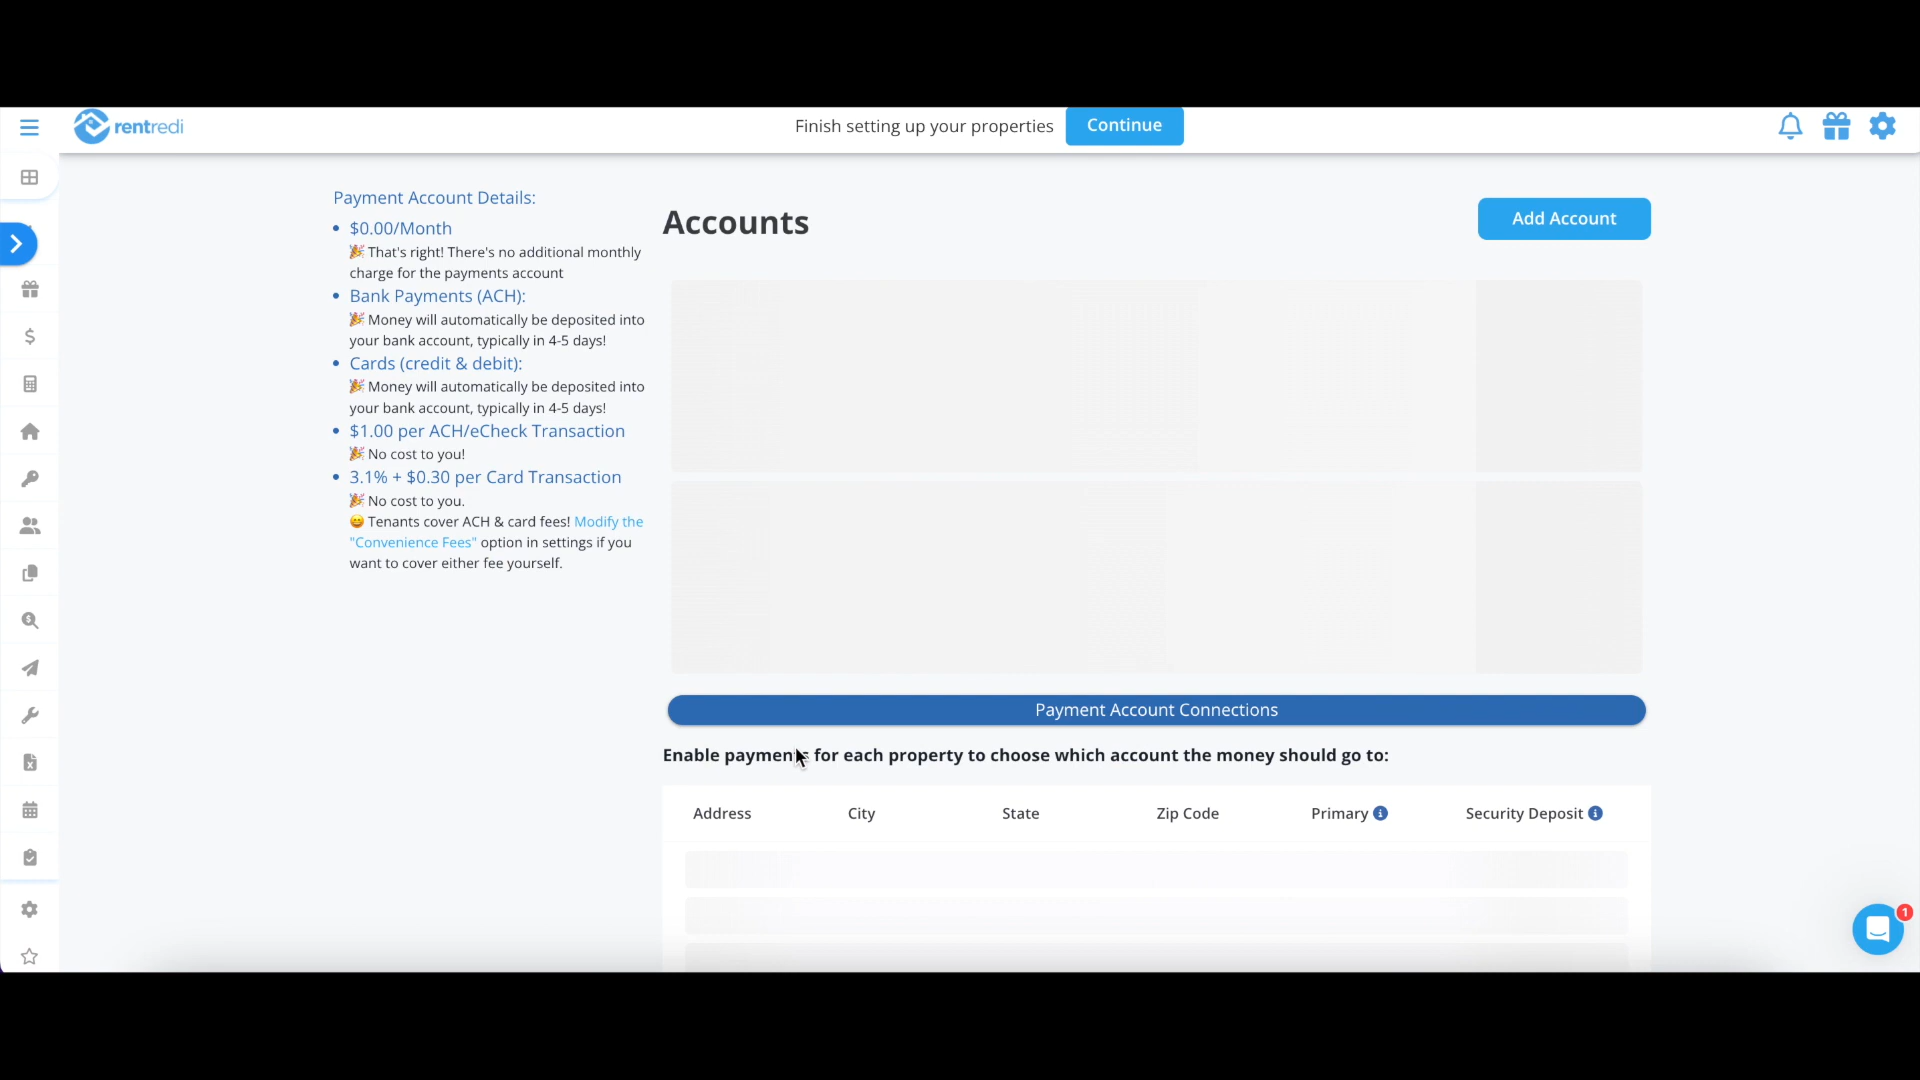 rentredi
Finish setting up your properties
Continue
Payment Account Details:
• $0.00/Month
🎉 That's right! There's no additional monthly
charge for the payments account
• Bank Payments (ACH):
🎉 Money will automatically be deposited into
your bank account, typically in 4-5 days!
• Cards (credit & debit):
🎉 Money will automatically be deposited into
your bank account, typically in 4-5 days!
• $1.00 per ACH/eCheck Transaction
🎉 No cost to you!
• 3.1% + $0.30 per Card Transaction
🎉 No cost to you.
😄 Tenants cover ACH & card fees! Modify the
"Convenience Fees" option in settings if you
want to cover either fee yourself.
Accounts
Add Account
Payment Account Connections
Enable payments for each property to choose which account the money should go to:
Address City State Zip Code Primary Security Deposit
1